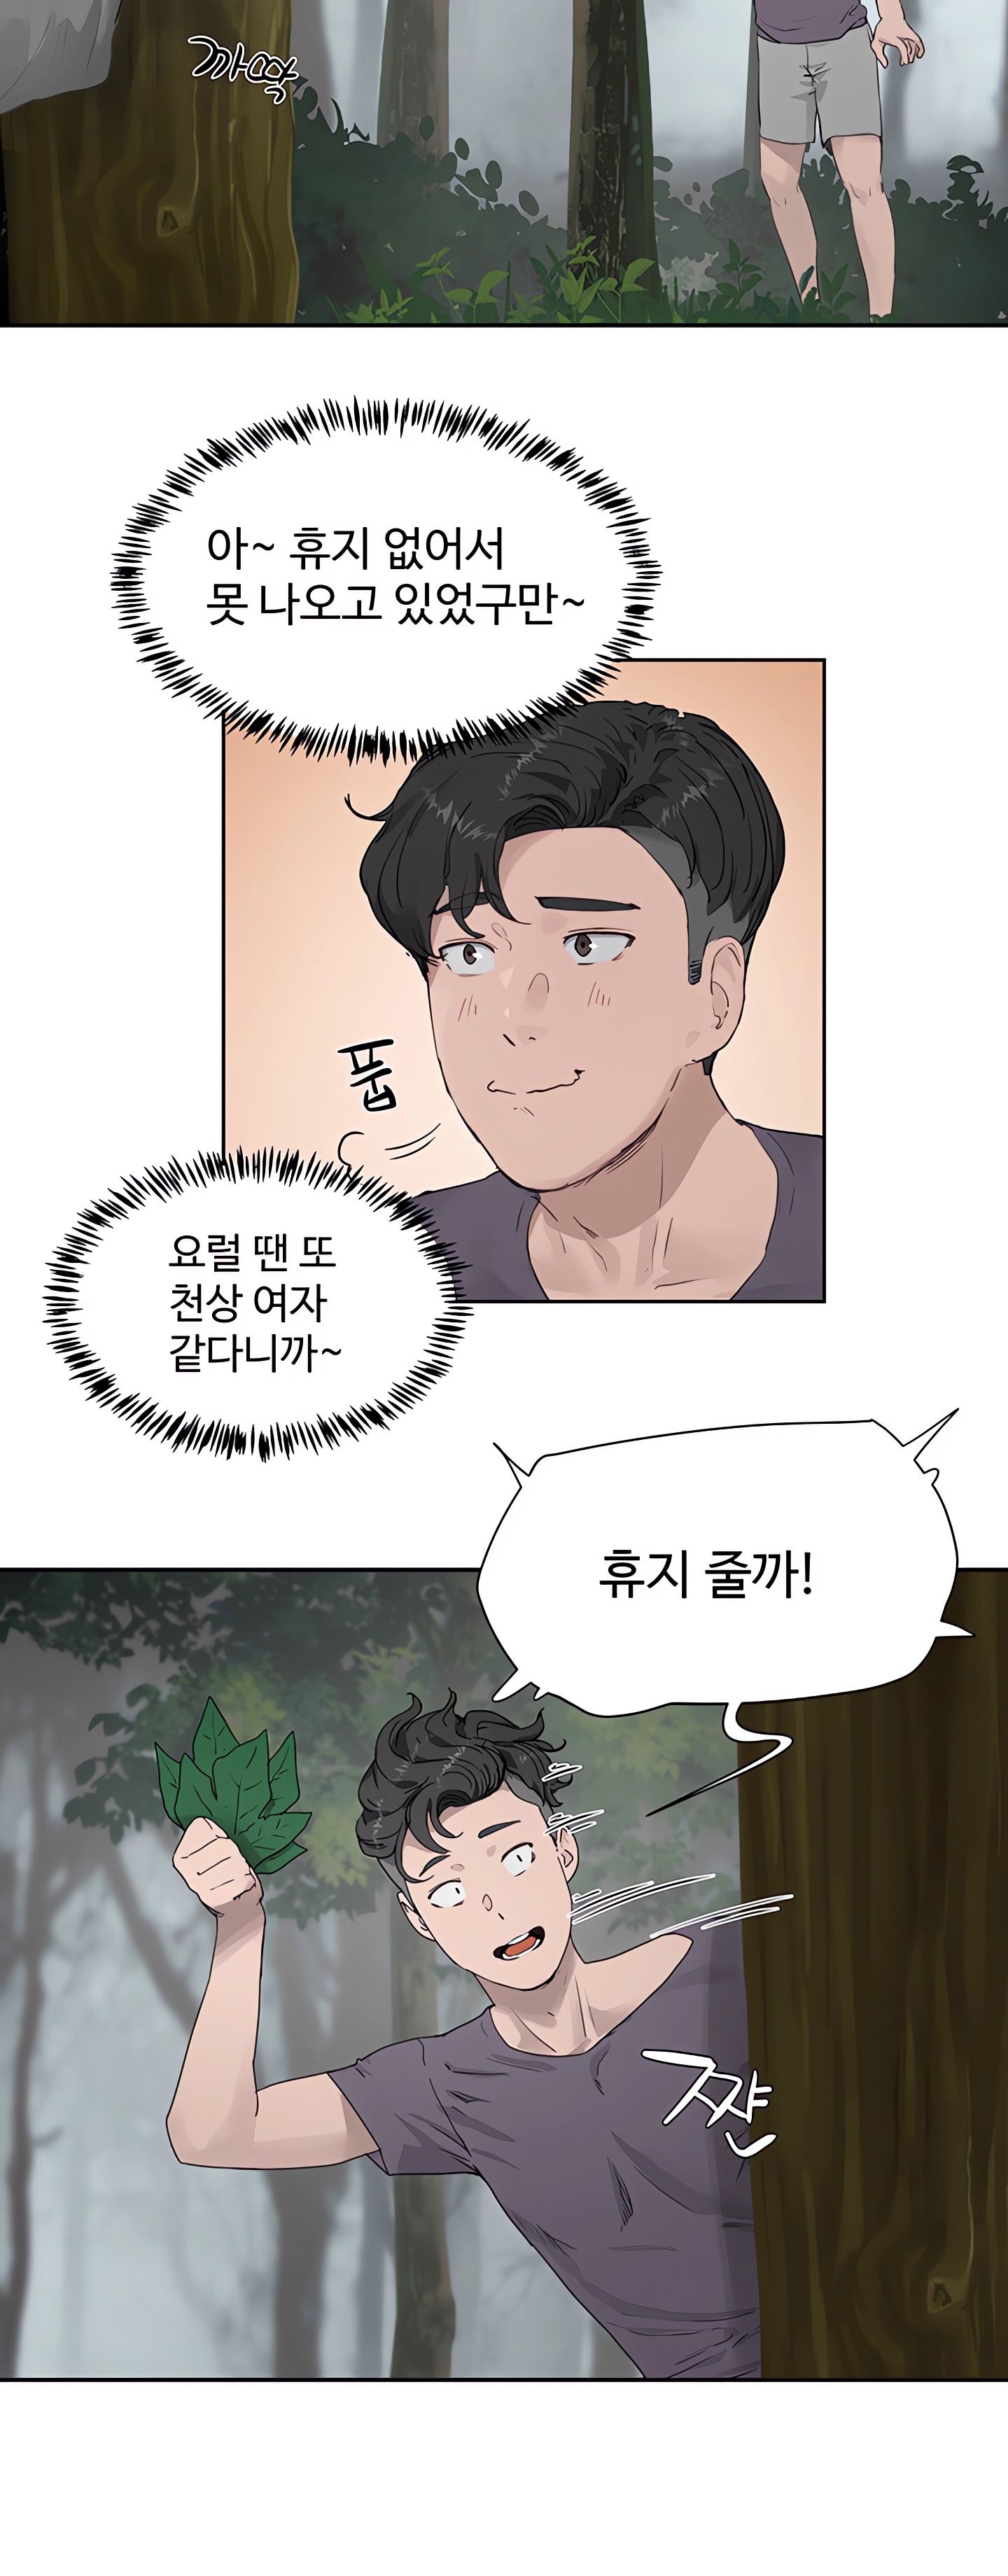 까딱
아~ 휴지 없어서
못 나오고 있었구만~
풉
요럴 땐 또
천상 여자
같다니까~
휴지 줄까!
쨘